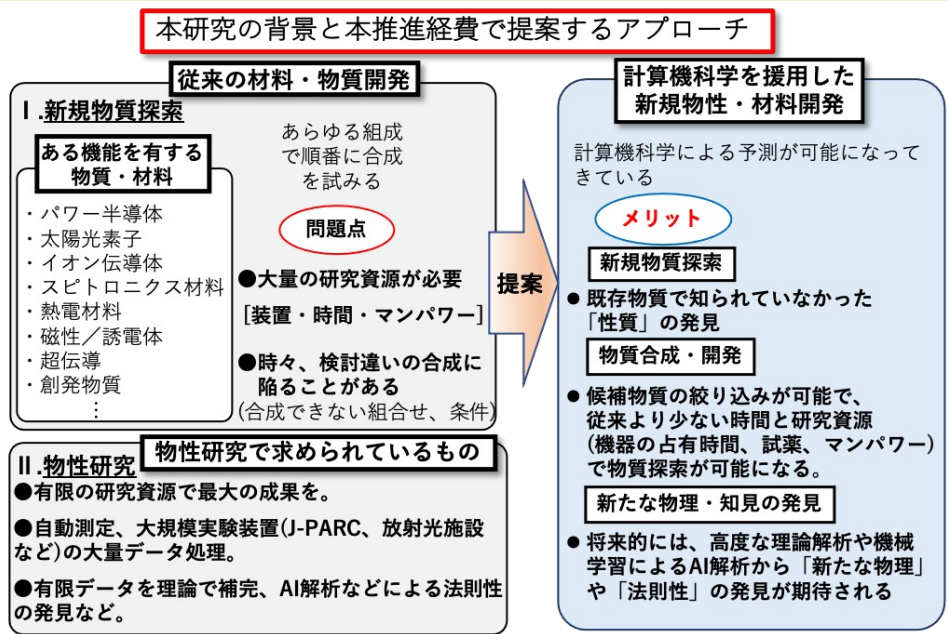 本研究の背景と本推進経費で提案するアプローチ
従来の材料・物質開発
Ⅰ.新規物質探索
ある機能を有する
物質・材料
・パワー半導体
・太陽光素子
・イオン伝導体
・スピトロニクス材料
・熱電材料
・磁性／誘電体
・超伝導
・創発物質
⋮
あらゆる組成
で順番に合成
を試みる
問題点
●大量の研究資源が必要
[装置・時間・マンパワー]
●時々、検討違いの合成に
陥ることがある
(合成できない組合せ、条件)
物性研究で求められているもの
Ⅱ.物性研究
●有限の研究資源で最大の成果を。
●自動測定、大規模実験装置(J-PARC、放射光施設
など)の大量データ処理。
●有限データを理論で補完、AI解析などによる法則性
の発見など。
提案
計算機科学を援用した
新規物性・材料開発
計算機科学による予測が可能になって
きている
メリット
新規物質探索
● 既存物質で知られていなかった
「性質」の発見
物質合成・開発
● 候補物質の絞り込みが可能で、
従来より少ない時間と研究資源
(機器の占有時間、試薬、マンパワー)
で物質探索が可能になる。
新たな物理・知見の発見
● 将来的には、高度な理論解析や機械
学習によるAI解析から「新たな物理」
や「法則性」の発見が期待される